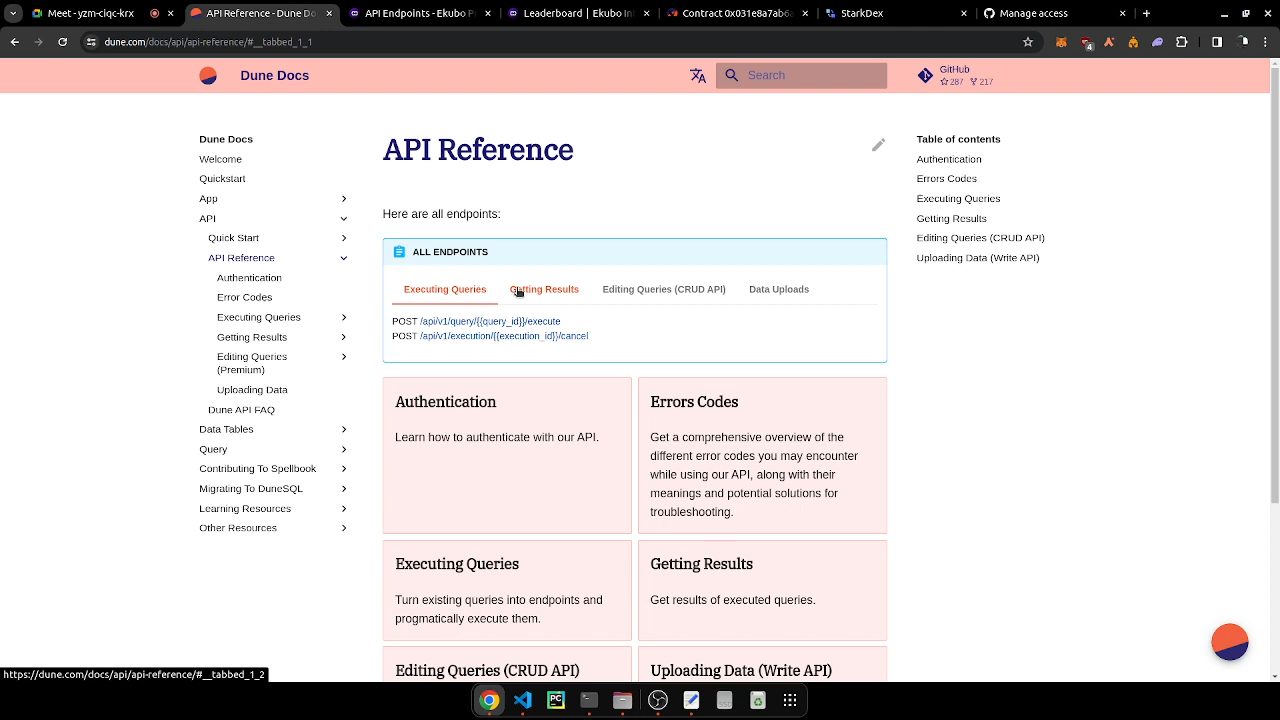 Meet - yzm-ciqc-krx
API Reference - Dune Do
API Endpoints - Ekubo P
Leaderboard | Ekubo In
Contract 0x031e8a7ab6a
StarkDex
Manage access
dune.com/docs/api/api-reference/#__tabbed_1_1
4
Dune Docs
Search
GitHub
287 217
Dune Docs
Welcome
Quickstart
App
API
Quick Start
API Reference
Authentication
Error Codes
Executing Queries
Getting Results
Editing Queries
(Premium)
Uploading Data
Dune API FAQ
Data Tables
Query
Contributing To Spellbook
Migrating To DuneSQL
Learning Resources
Other Resources
API Reference
Here are all endpoints:
ALL ENDPOINTS
Executing Queries Getting Results Editing Queries (CRUD API) Data Uploads
POST /api/v1/query/{{query_id}}/execute
POST /api/v1/execution/{{execution_id}}/cancel
Authentication
Learn how to authenticate with our API.
Errors Codes
Get a comprehensive overview of the
different error codes you may encounter
while using our API, along with their
meanings and potential solutions for
troubleshooting.
Executing Queries
Turn existing queries into endpoints and
progmatically execute them.
Getting Results
Get results of executed queries.
Editing Queries (CRUD API)
Uploading Data (Write API)
Table of contents
Authentication
Errors Codes
Executing Queries
Getting Results
Editing Queries (CRUD API)
Uploading Data (Write API)
https://dune.com/docs/api/api-reference/#__tabbed_1_2